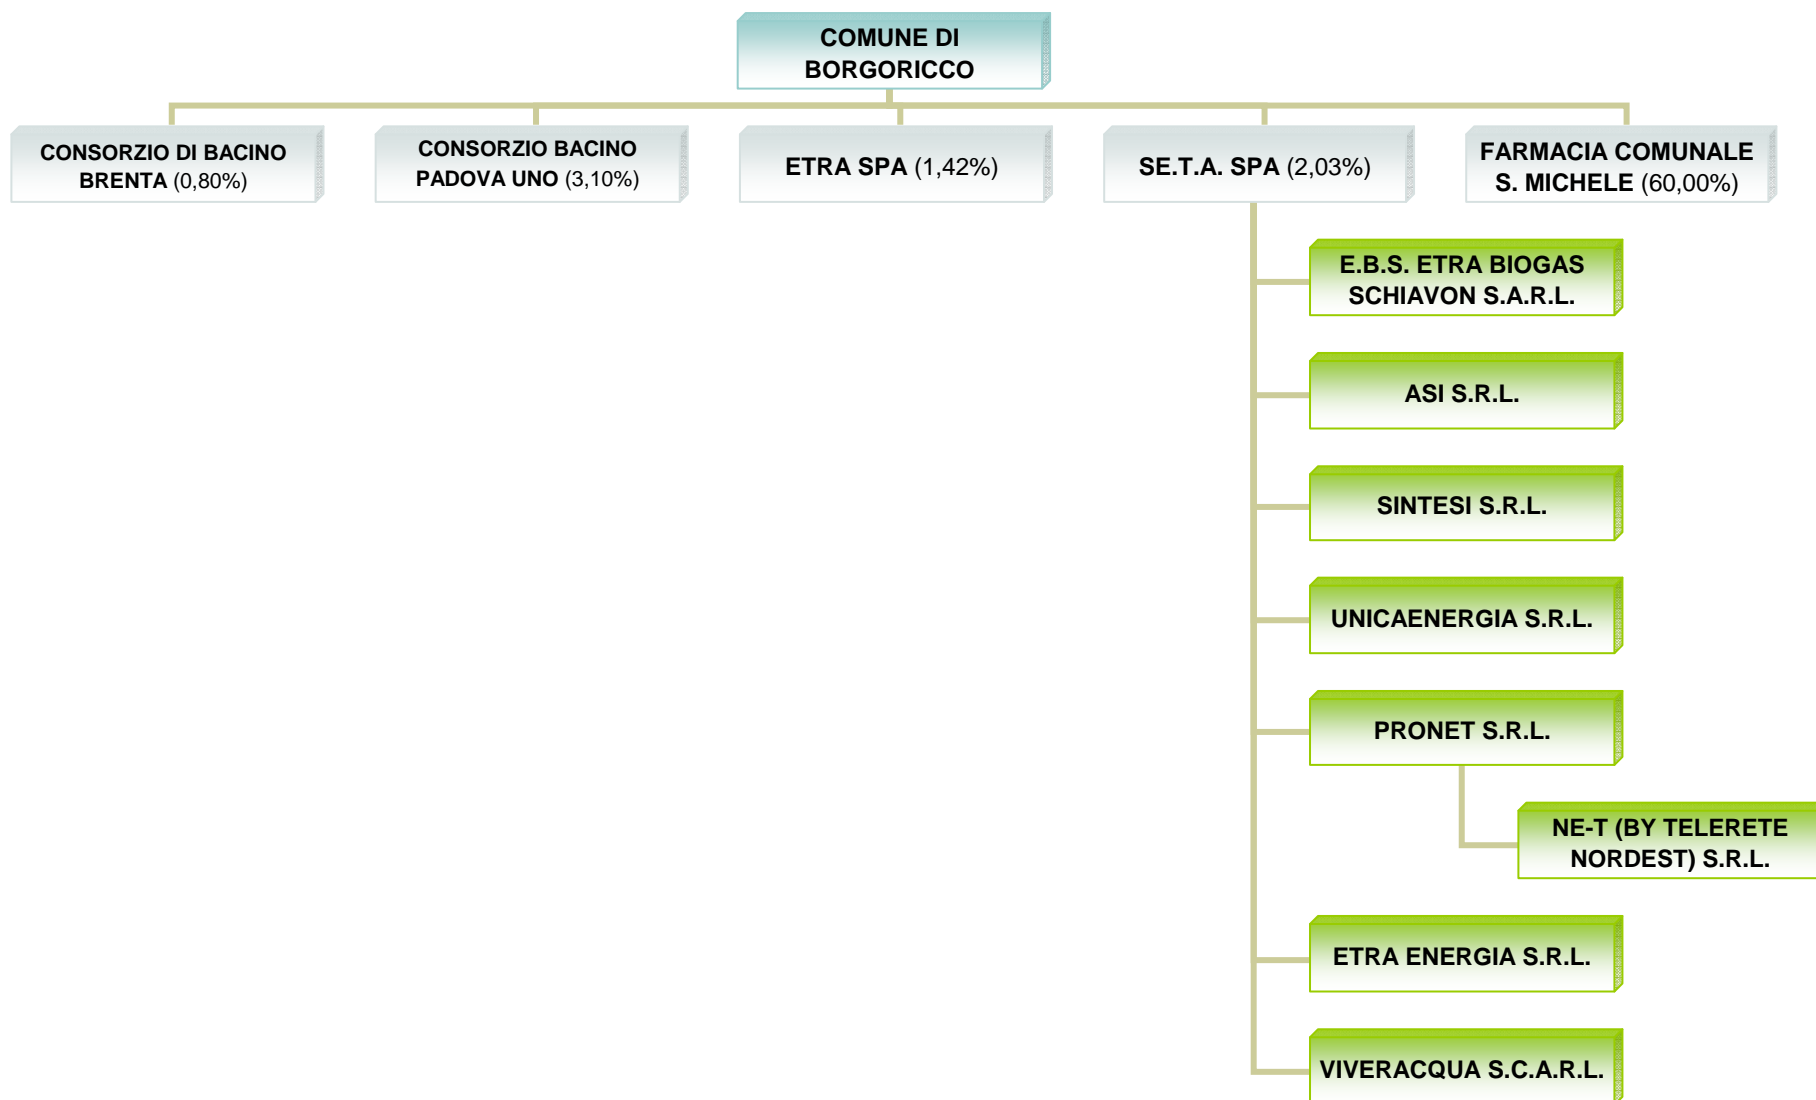 COMUNE DI
BORGORICCO
CONSORZIO DI BACINO
BRENTA (0,80%)
CONSORZIO BACINO
PADOVA UNO (3,10%)
ETRA SPA (1,42%)
SE.T.A. SPA (2,03%)
FARMACIA COMUNALE
S. MICHELE (60,00%)
E.B.S. ETRA BIOGAS
SCHIAVON S.A.R.L.
ASI S.R.L.
SINTESI S.R.L.
UNICAENERGIA S.R.L.
PRONET S.R.L.
NE-T (BY TELERETE
NORDEST) S.R.L.
ETRA ENERGIA S.R.L.
VIVERACQUA S.C.A.R.L.